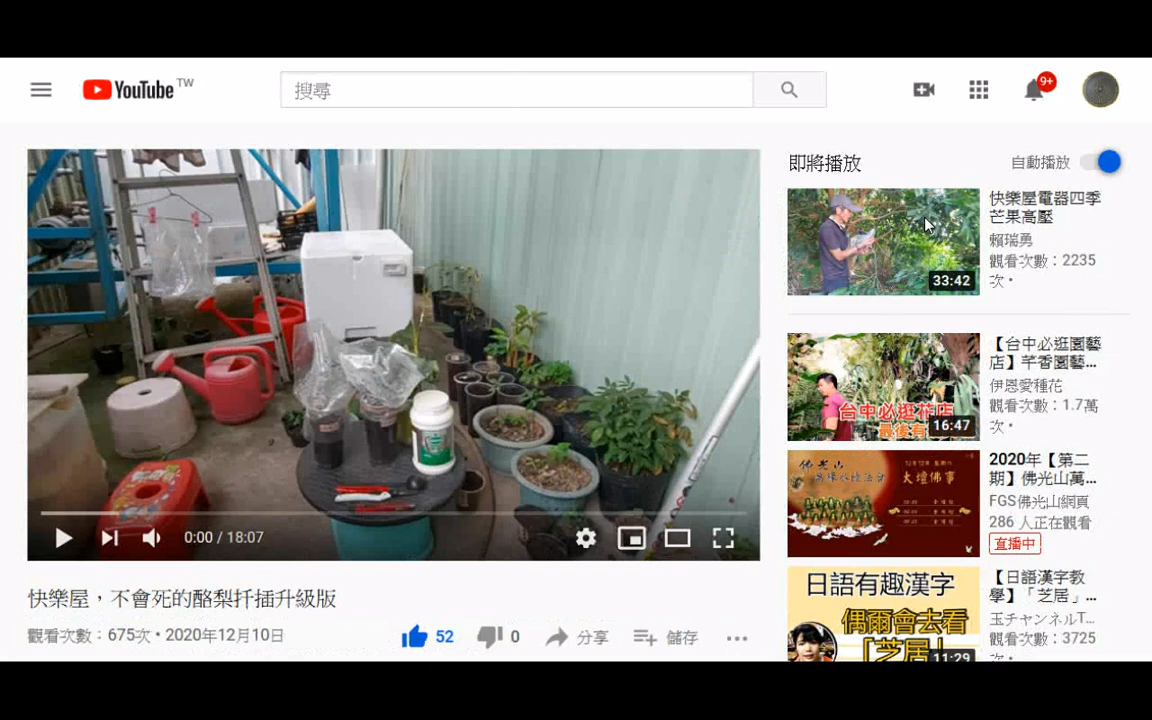 YouTube TW
搜尋
9+
0:00 / 18:07
快樂屋，不會死的酪梨扦插升級版
觀看次數：675次 • 2020年12月10日
52
0
分享
儲存
即將播放
自動播放
33:42
快樂屋電器四季
芒果高壓
賴瑞勇
觀看次數：2235
次 •
台中必逛花店
16:47
【台中必逛園藝
店】芊香園藝...
伊恩愛種花
觀看次數：1.7萬
次 •
佛光山
大壇佛事
2020年【第二
期】佛光山萬...
FGS佛光山網頁
286 人正在觀看
直播中
日語有趣漢字
偶爾會去看
「芝居」
11:29
【日語漢字教
學】「芝居」...
玉チャンネルT...
觀看次數：3725
次 •